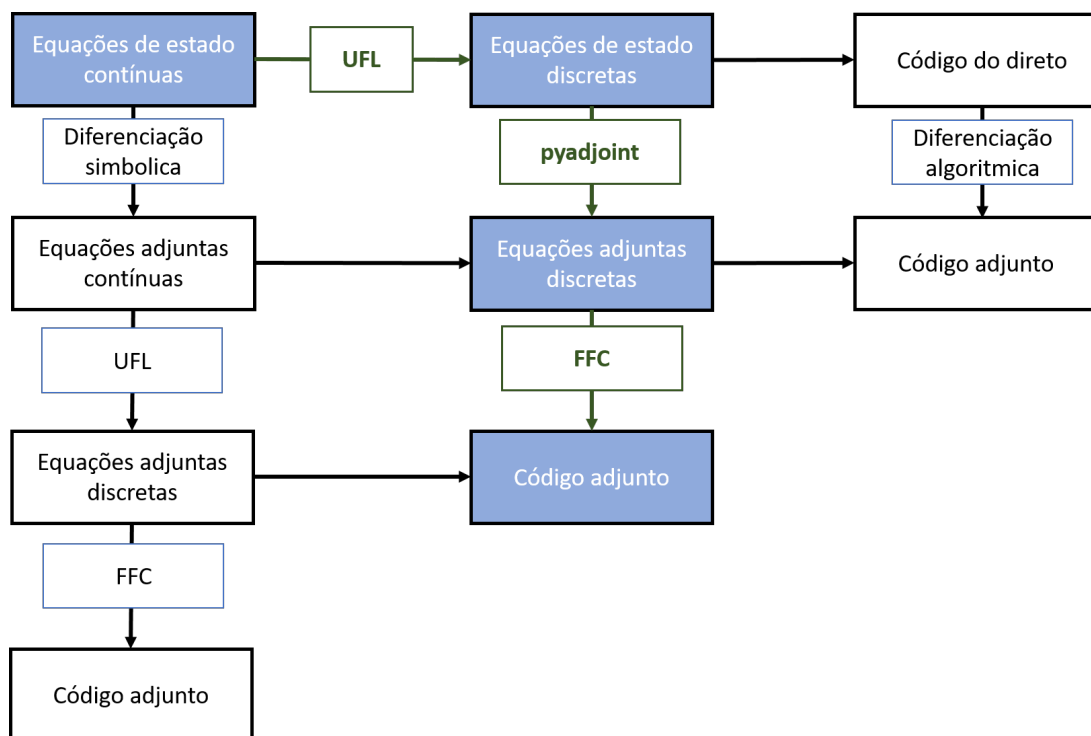 Equações de estado
contínuas
UFL
Equações de estado
discretas
Código do direto
Diferenciação
simbolica
pyadjoint
Diferenciação
algoritmica
Equações adjuntas
contínuas
Equações adjuntas
discretas
Código adjunto
UFL
FFC
Equações adjuntas
discretas
Código adjunto
FFC
Código adjunto